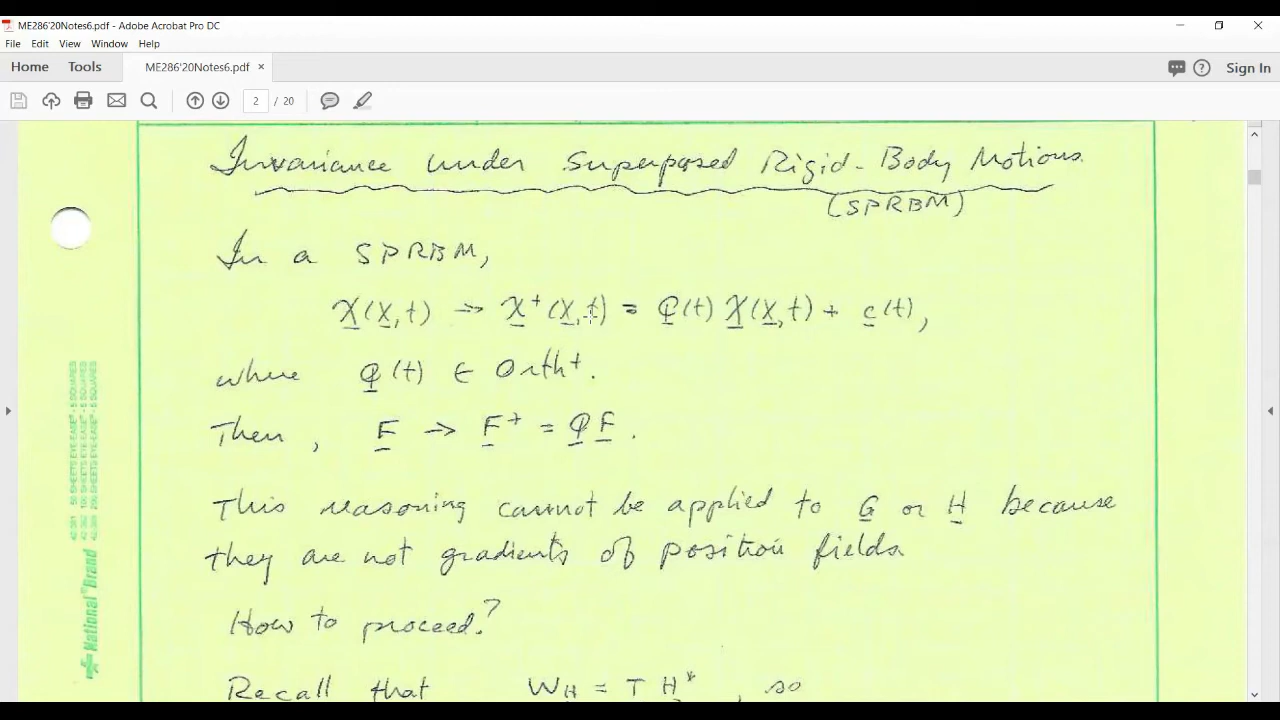 ME286'20Notes6.pdf - Adobe Acrobat Pro DC
File Edit View Window Help
Home Tools ME286'20Notes6.pdf × Sign In
2 / 20
Invariance under Superposed Rigid-Body Motions
(SPRBM)
In a SPRBM,
χ(X,t) → χ⁺(X,t) = Q(t) χ(X,t) + c(t),
where Q(t) ∈ Orth⁺.
Then, F → F⁺ = QF.
This reasoning cannot be applied to G or H because
they are not gradients of position fields
How to proceed?
Recall that W_H = T H*, so
National®Brand